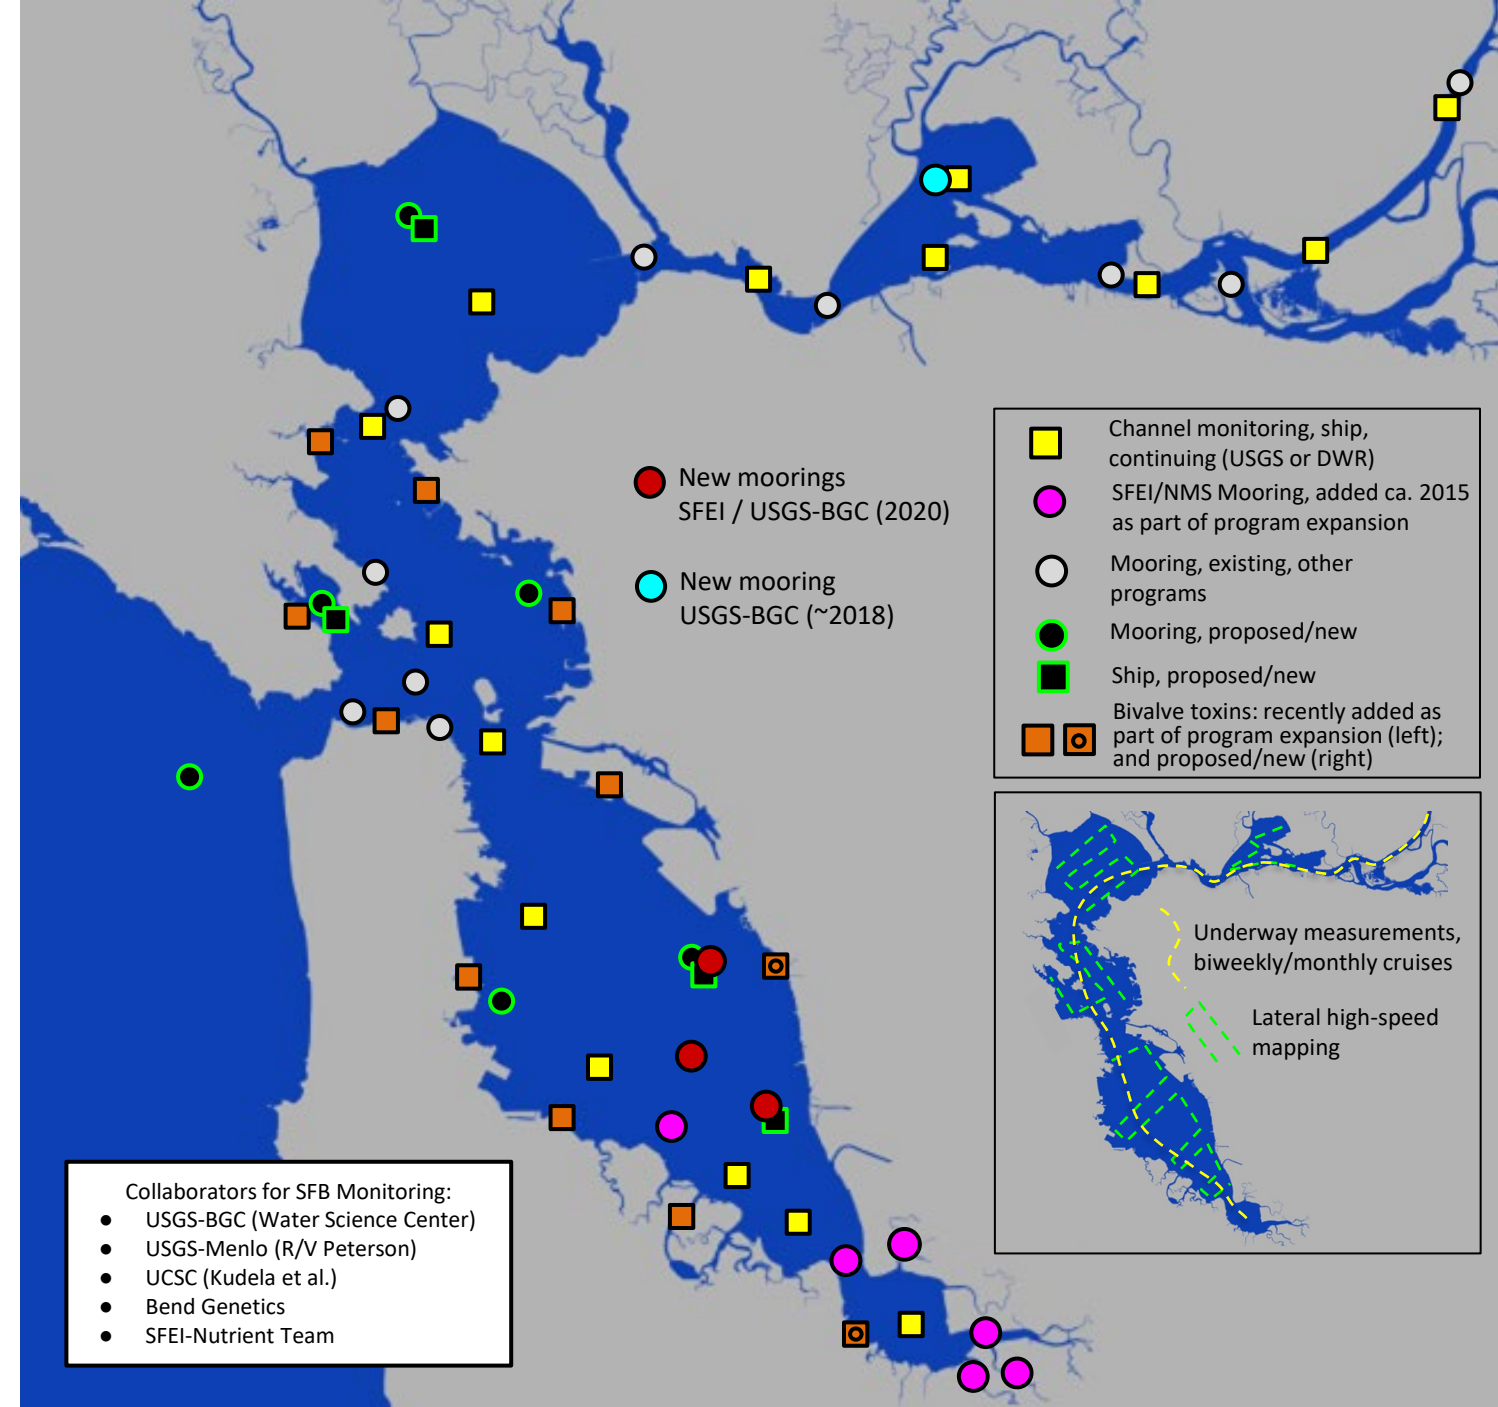 New moorings
SFEI / USGS-BGC (2020)
New mooring
USGS-BGC (~2018)
Channel monitoring, ship,
continuing (USGS or DWR)
SFEI/NMS Mooring, added ca. 2015
as part of program expansion
Mooring, existing, other
programs
Mooring, proposed/new
Ship, proposed/new
Bivalve toxins: recently added as
part of program expansion (left);
and proposed/new (right)
Underway measurements,
biweekly/monthly cruises
Lateral high-speed
mapping
Collaborators for SFB Monitoring:
● USGS-BGC (Water Science Center)
● USGS-Menlo (R/V Peterson)
● UCSC (Kudela et al.)
● Bend Genetics
● SFEI-Nutrient Team